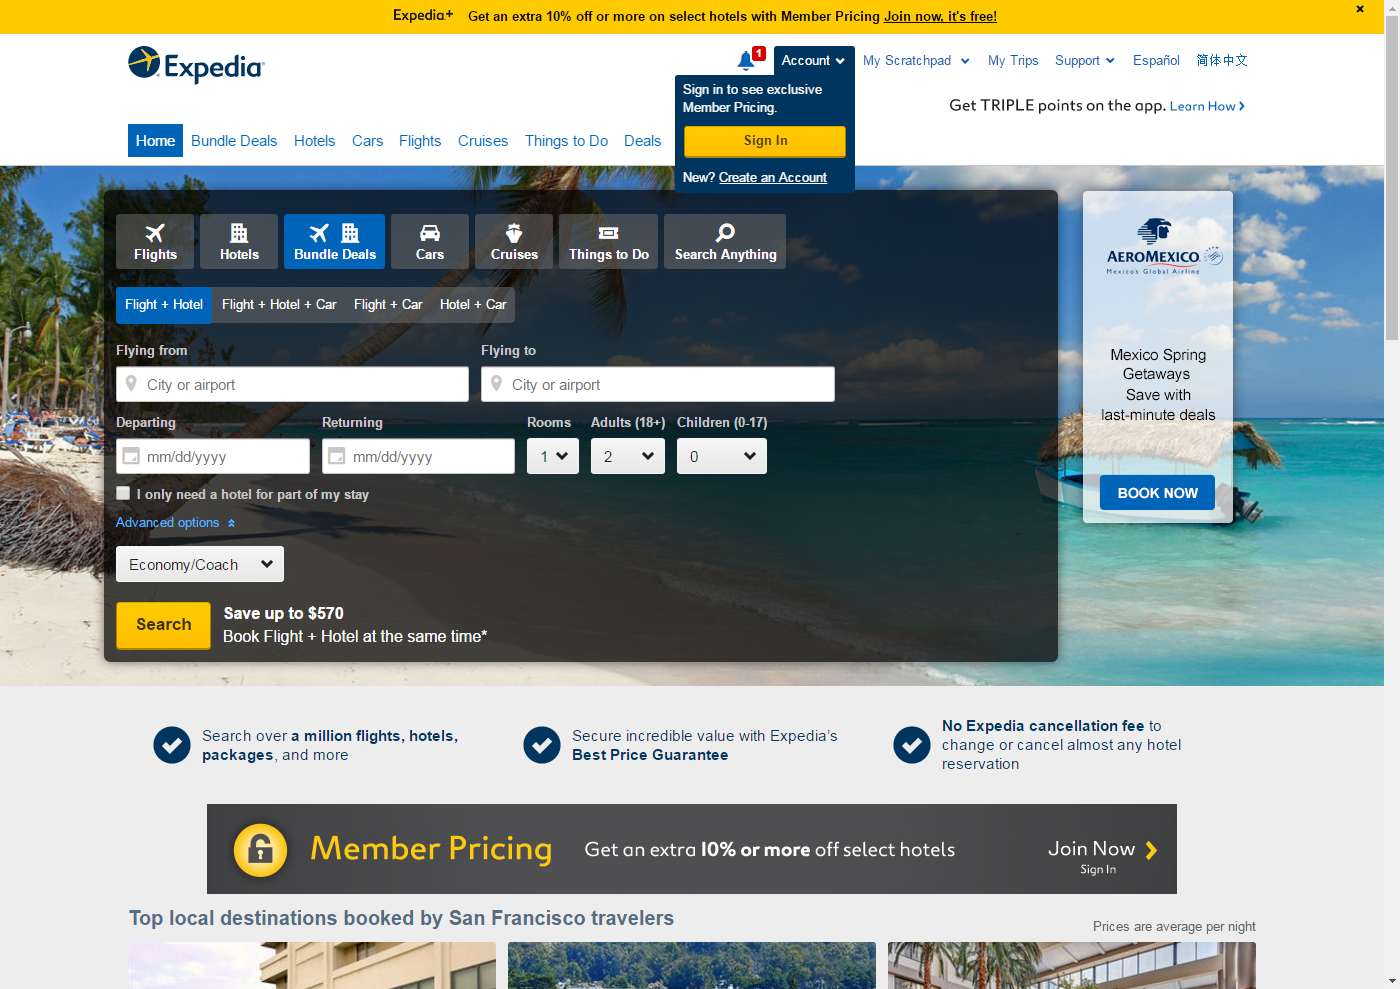 Expedia+ Get an extra 10% off or more on select hotels with Member Pricing Join now, it's free!
Expedia
1
Account
My Scratchpad
My Trips
Support
Español
简体中文
Sign in to see exclusive
Member Pricing.
Sign In
New? Create an Account
Get TRIPLE points on the app. Learn How
Home
Bundle Deals
Hotels
Cars
Flights
Cruises
Things to Do
Deals
Flights
Hotels
Bundle Deals
Cars
Cruises
Things to Do
Search Anything
Flight + Hotel
Flight + Hotel + Car
Flight + Car
Hotel + Car
Flying from
Flying to
City or airport
City or airport
Departing
Returning
Rooms
Adults (18+)
Children (0-17)
mm/dd/yyyy
mm/dd/yyyy
1
2
0
I only need a hotel for part of my stay
Advanced options
Economy/Coach
Search
Save up to $570
Book Flight + Hotel at the same time*
AEROMEXICO
Mexico's Global Airline
Mexico Spring
Getaways
Save with
last-minute deals
BOOK NOW
Search over a million flights, hotels,
packages, and more
Secure incredible value with Expedia’s
Best Price Guarantee
No Expedia cancellation fee to
change or cancel almost any hotel
reservation
Member Pricing
Get an extra 10% or more off select hotels
Join Now
Sign In
Top local destinations booked by San Francisco travelers
Prices are average per night